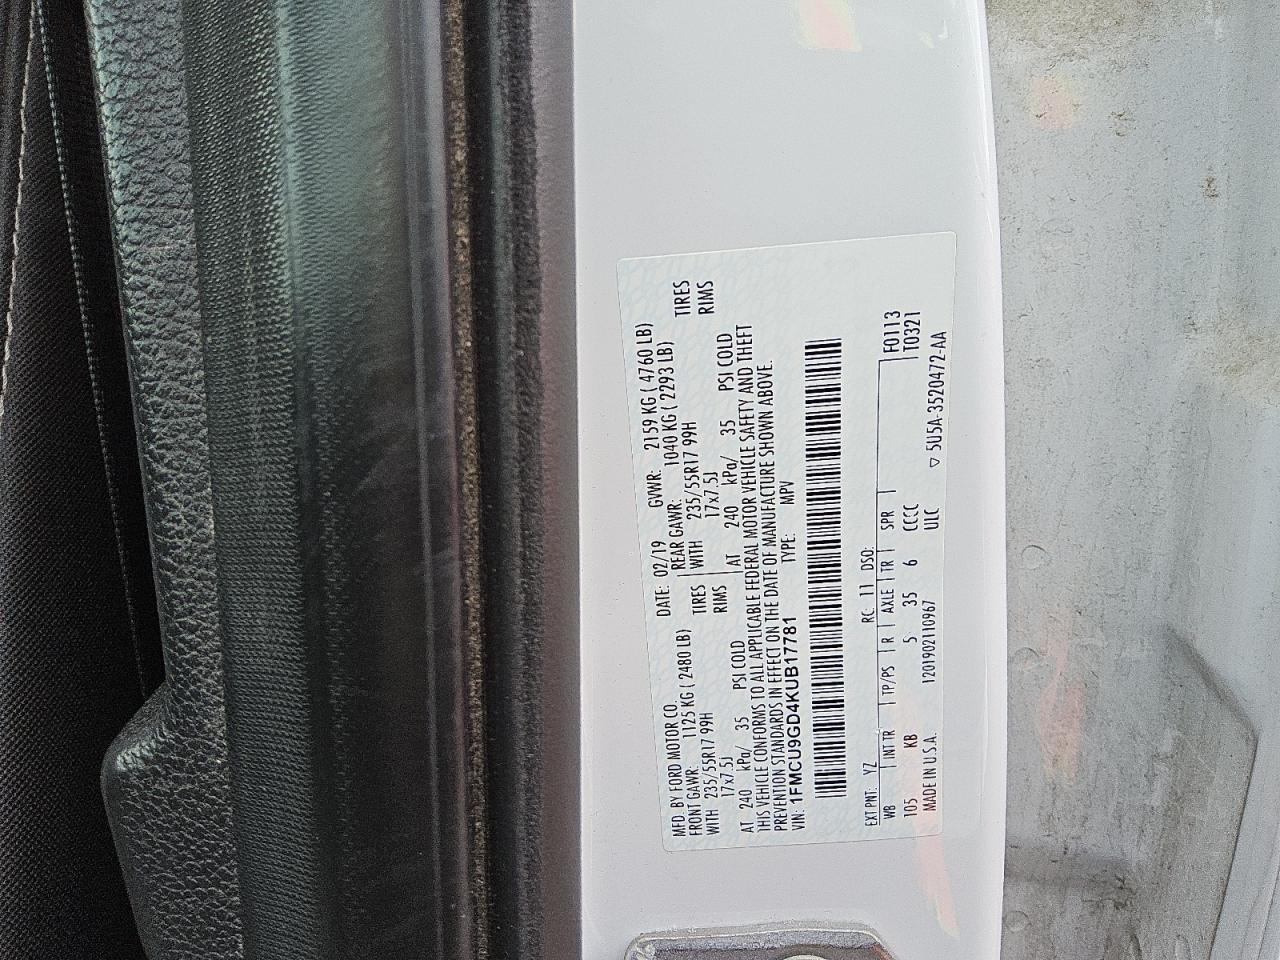 MFD. BY FORD MOTOR CO.
DATE: 02/19 GVWR: 2159 KG ( 4760 LB)
FRONT GAWR: 1125 KG ( 2480 LB) REAR GAWR: 1040 KG ( 2293 LB)
WITH 235/55R17 99H TIRES WITH 235/55R17 99H TIRES
17x7.5J RIMS 17x7.5J RIMS
AT 240 kPa/ 35 PSI COLD AT 240 kPa/ 35 PSI COLD
THIS VEHICLE CONFORMS TO ALL APPLICABLE FEDERAL MOTOR VEHICLE SAFETY AND THEFT
PREVENTION STANDARDS IN EFFECT ON THE DATE OF MANUFACTURE SHOWN ABOVE.
VIN: 1FMCU9GD4KUB17781 TYPE: MPV
EXT PNT: YZ RC: 11 DSO:
WB INT TR TP/PS R AXLE TR SPR F0113
105 KB 5 35 6 CCCC T0321
MADE IN U.S.A. 1201902110967 ULC ▽ 5U5A-3520472-AA